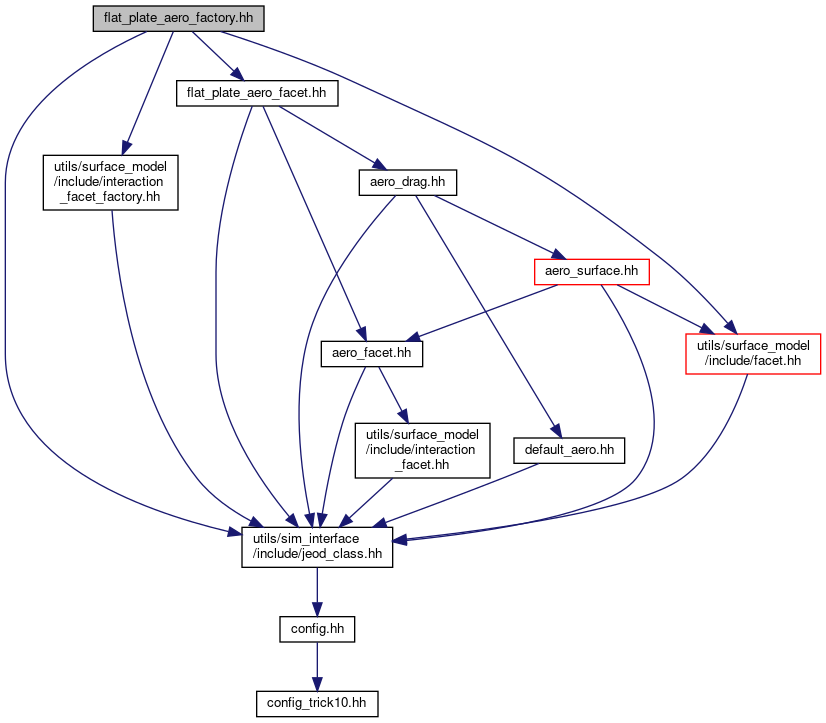 flat_plate_aero_factory.hh
flat_plate_aero_facet.hh
utils/surface_model
/include/interaction
_facet_factory.hh
aero_drag.hh
aero_surface.hh
aero_facet.hh
utils/surface_model
/include/facet.hh
utils/surface_model
/include/interaction
_facet.hh
default_aero.hh
utils/sim_interface
/include/jeod_class.hh
config.hh
config_trick10.hh